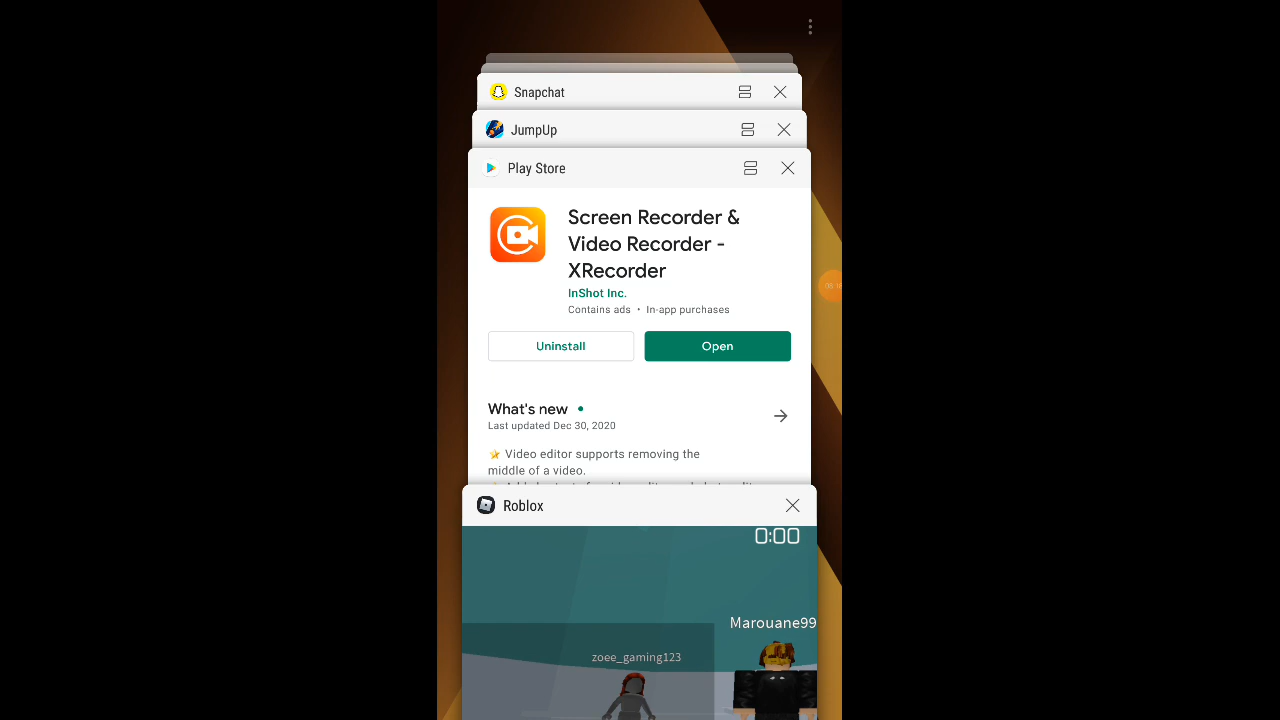 Snapchat
JumpUp
Play Store
Screen Recorder &
Video Recorder -
XRecorder
InShot Inc.
Contains ads • In-app purchases
Uninstall
Open
What's new
Last updated Dec 30, 2020
⭐ Video editor supports removing the
middle of a video.
Roblox
0:00
Marouane99
zoee_gaming123